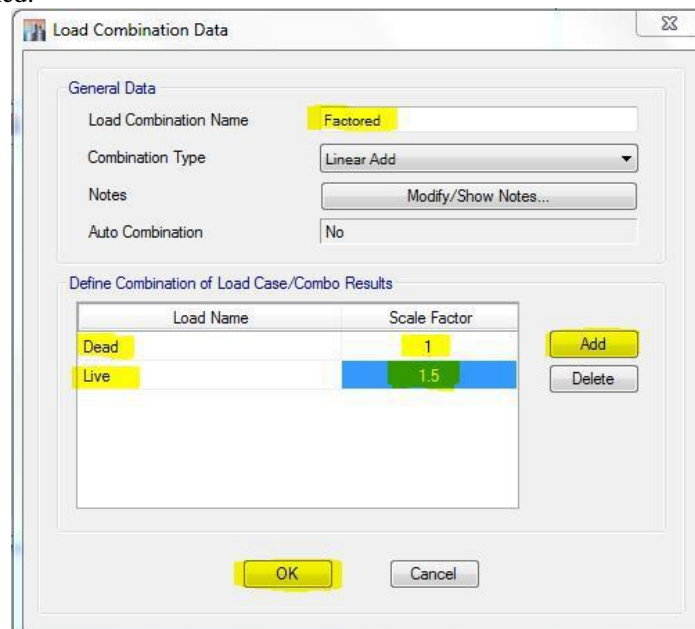 Load Combination Data
General Data
Load Combination Name Factored
Combination Type Linear Add
Notes Modify/Show Notes...
Auto Combination No
Define Combination of Load Case/Combo Results
Load Name Scale Factor
Dead 1 Add
Live 1.5 Delete
OK Cancel